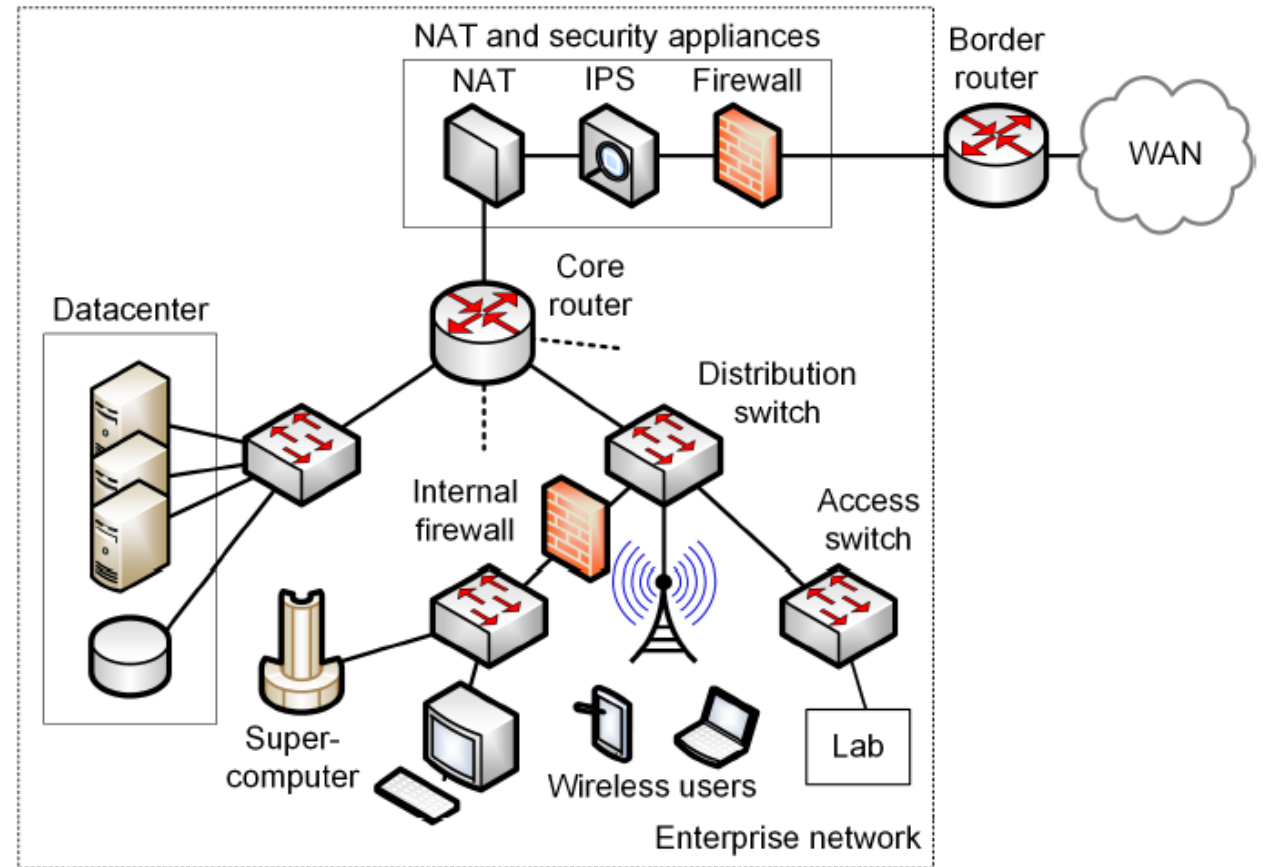 NAT and security appliances
NAT
IPS
Firewall
Border
router
WAN
Core
router
Datacenter
Distribution
switch
Internal
firewall
Access
switch
Super-
computer
Wireless users
Lab
Enterprise network